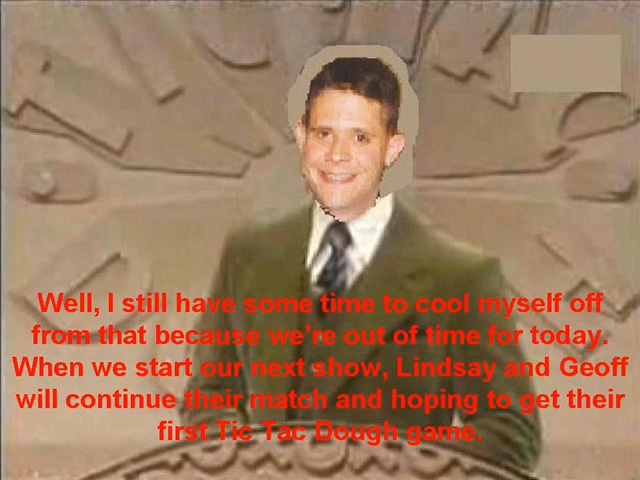 Well, I still have some time to cool myself off
from that because we're out of time for today.
When we start our next show, Lindsay and Geoff
will continue their match and hoping to get their
first Tic Tac Dough game.